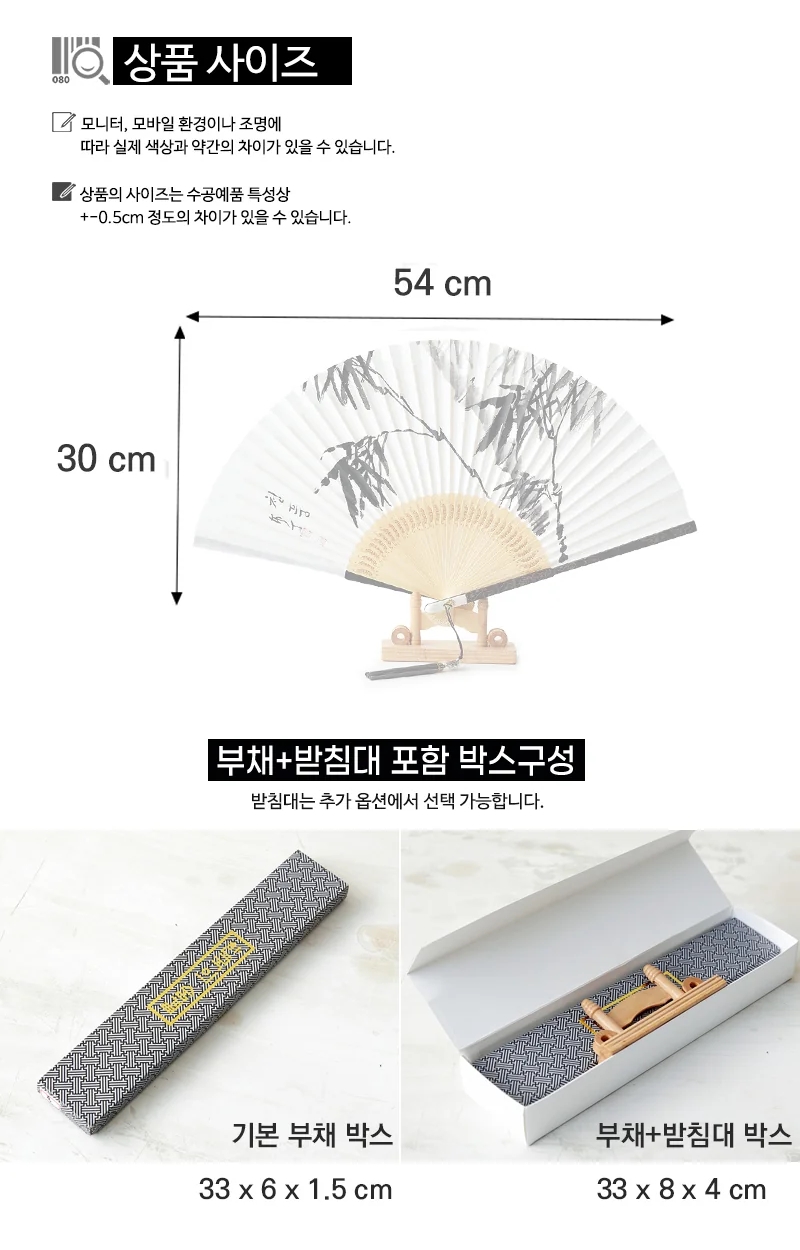 080
상품 사이즈
모니터, 모바일 환경이나 조명에
따라 실제 색상과 약간의 차이가 있을 수 있습니다.
상품의 사이즈는 수공예품 특성상
+-0.5cm 정도의 차이가 있을 수 있습니다.
54 cm
30 cm
부채+받침대 포함 박스구성
받침대는 추가 옵션에서 선택 가능합니다.
기본 부채 박스
부채+받침대 박스
33 x 6 x 1.5 cm
33 x 8 x 4 cm